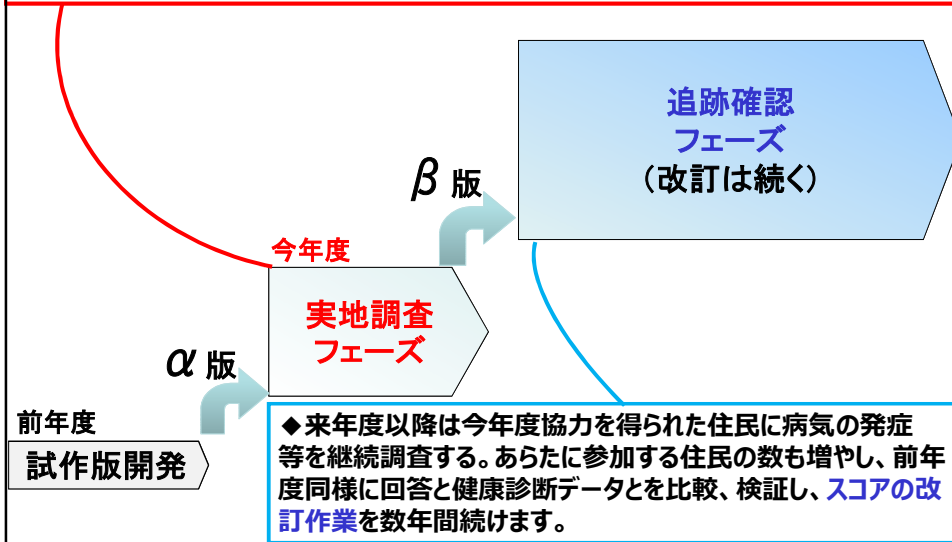 追跡確認
フェーズ
（改訂は続く）
β版
今年度
実地調査
フェーズ
α版
前年度
試作版開発
◆来年度以降は今年度協力を得られた住民に病気の発症
等を継続調査する。あらたに参加する住民の数も増やし、前年
度同様に回答と健康診断データとを比較、検証し、スコアの改
訂作業を数年間続けます。